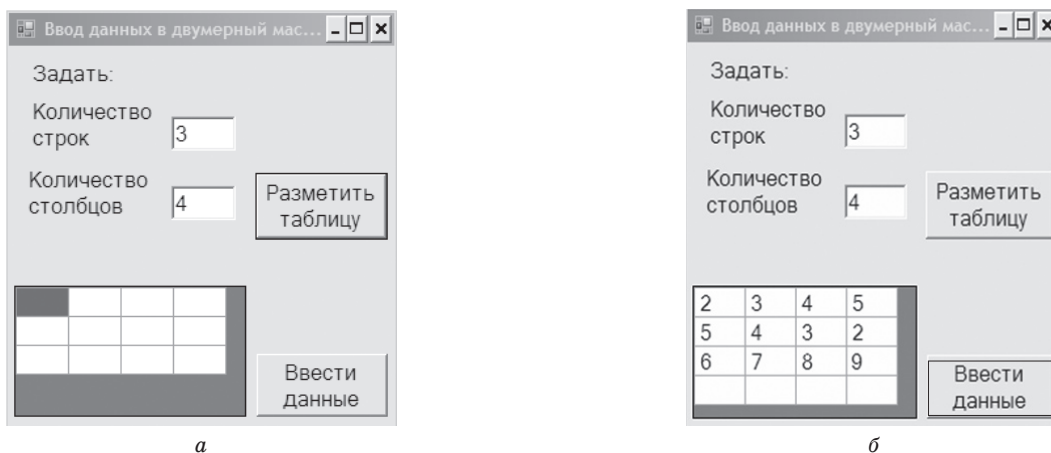 Ввод данных в двумерный мас...
Задать:
Количество
строк
3
Количество
столбцов
4
Разметить
таблицу
Ввести
данные
а
Ввод данных в двумерный мас...
Задать:
Количество
строк
3
Количество
столбцов
4
Разметить
таблицу
2 3 4 5
5 4 3 2
6 7 8 9
Ввести
данные
б